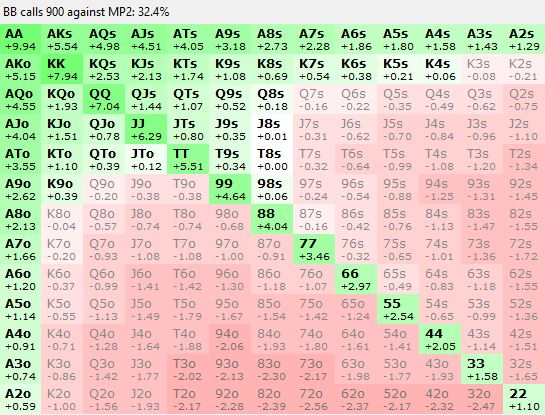 BB calls 900 against MP2: 32.4%
AA AKs AQs AJs ATs A9s A8s A7s A6s A5s A4s A3s A2s
+9.94 +5.54 +4.98 +4.51 +4.05 +3.18 +2.73 +2.28 +1.86 +1.80 +1.58 +1.43 +1.29
AKo KK KQs KJs KTs K9s K8s K7s K6s K5s K4s K3s K2s
+5.15 +7.94 +2.53 +2.13 +1.74 +1.08 +0.69 +0.54 +0.38 +0.21 +0.06 -0.08 -0.21
AQo KQo QQ QJs QTs Q9s Q8s Q7s Q6s Q5s Q4s Q3s Q2s
+4.55 +1.93 +7.04 +1.44 +1.07 +0.52 +0.18 -0.16 -0.22 -0.35 -0.49 -0.62 -0.75
AJo KJo QJo JJ JTs J9s J8s J7s J6s J5s J4s J3s J2s
+4.04 +1.51 +0.78 +6.29 +0.80 +0.35 +0.01 -0.31 -0.62 -0.70 -0.84 -0.96 -1.10
ATo KTo QTo JTo TT T9s T8s T7s T6s T5s T4s T3s T2s
+3.55 +1.10 +0.39 +0.12 +5.51 +0.34 +0.00 -0.32 -0.64 -0.99 -1.08 -1.20 -1.34
A9o K9o Q9o J9o T9o 99 98s 97s 96s 95s 94s 93s 92s
+2.62 +0.39 -0.20 -0.38 -0.38 +4.64 +0.06 -0.24 -0.54 -0.88 -1.25 -1.31 -1.45
A8o K8o Q8o J8o T8o 98o 88 87s 86s 85s 84s 83s 82s
+2.13 -0.04 -0.57 -0.74 -0.74 -0.68 +4.04 -0.16 -0.42 -0.76 -1.13 -1.47 -1.55
A7o K7o Q7o J7o T7o 97o 87o 77 76s 75s 74s 73s 72s
+1.66 -0.20 -0.93 -1.08 -1.08 -1.00 -0.91 +3.46 -0.32 -0.65 -1.01 -1.36 -1.72
A6o K6o Q6o J6o T6o 96o 86o 76o 66 65s 64s 63s 62s
+1.20 -0.37 -0.99 -1.41 -1.42 -1.30 -1.18 -1.07 +2.97 -0.49 -0.83 -1.18 -1.55
A5o K5o Q5o J5o T5o 95o 85o 75o 65o 55 54s 53s 52s
+1.14 -0.55 -1.13 -1.49 -1.79 -1.67 -1.54 -1.42 -1.24 +2.54 -0.65 -0.99 -1.36
A4o K4o Q4o J4o T4o 94o 84o 74o 64o 54o 44 43s 42s
+0.91 -0.71 -1.28 -1.64 -1.88 -2.06 -1.93 -1.80 -1.61 -1.41 +2.05 -1.14 -1.51
A3o K3o Q3o J3o T3o 93o 83o 73o 63o 53o 43o 33 32s
+0.74 -0.86 -1.42 -1.77 -2.02 -2.13 -2.30 -2.17 -1.98 -1.77 -1.93 +1.58 -1.65
A2o K2o Q2o J2o T2o 92o 82o 72o 62o 52o 42o 32o 22
+0.59 -1.00 -1.56 -1.93 -2.17 -2.28 -2.39 -2.56 -2.37 -2.17 -2.32 -2.47 +1.10